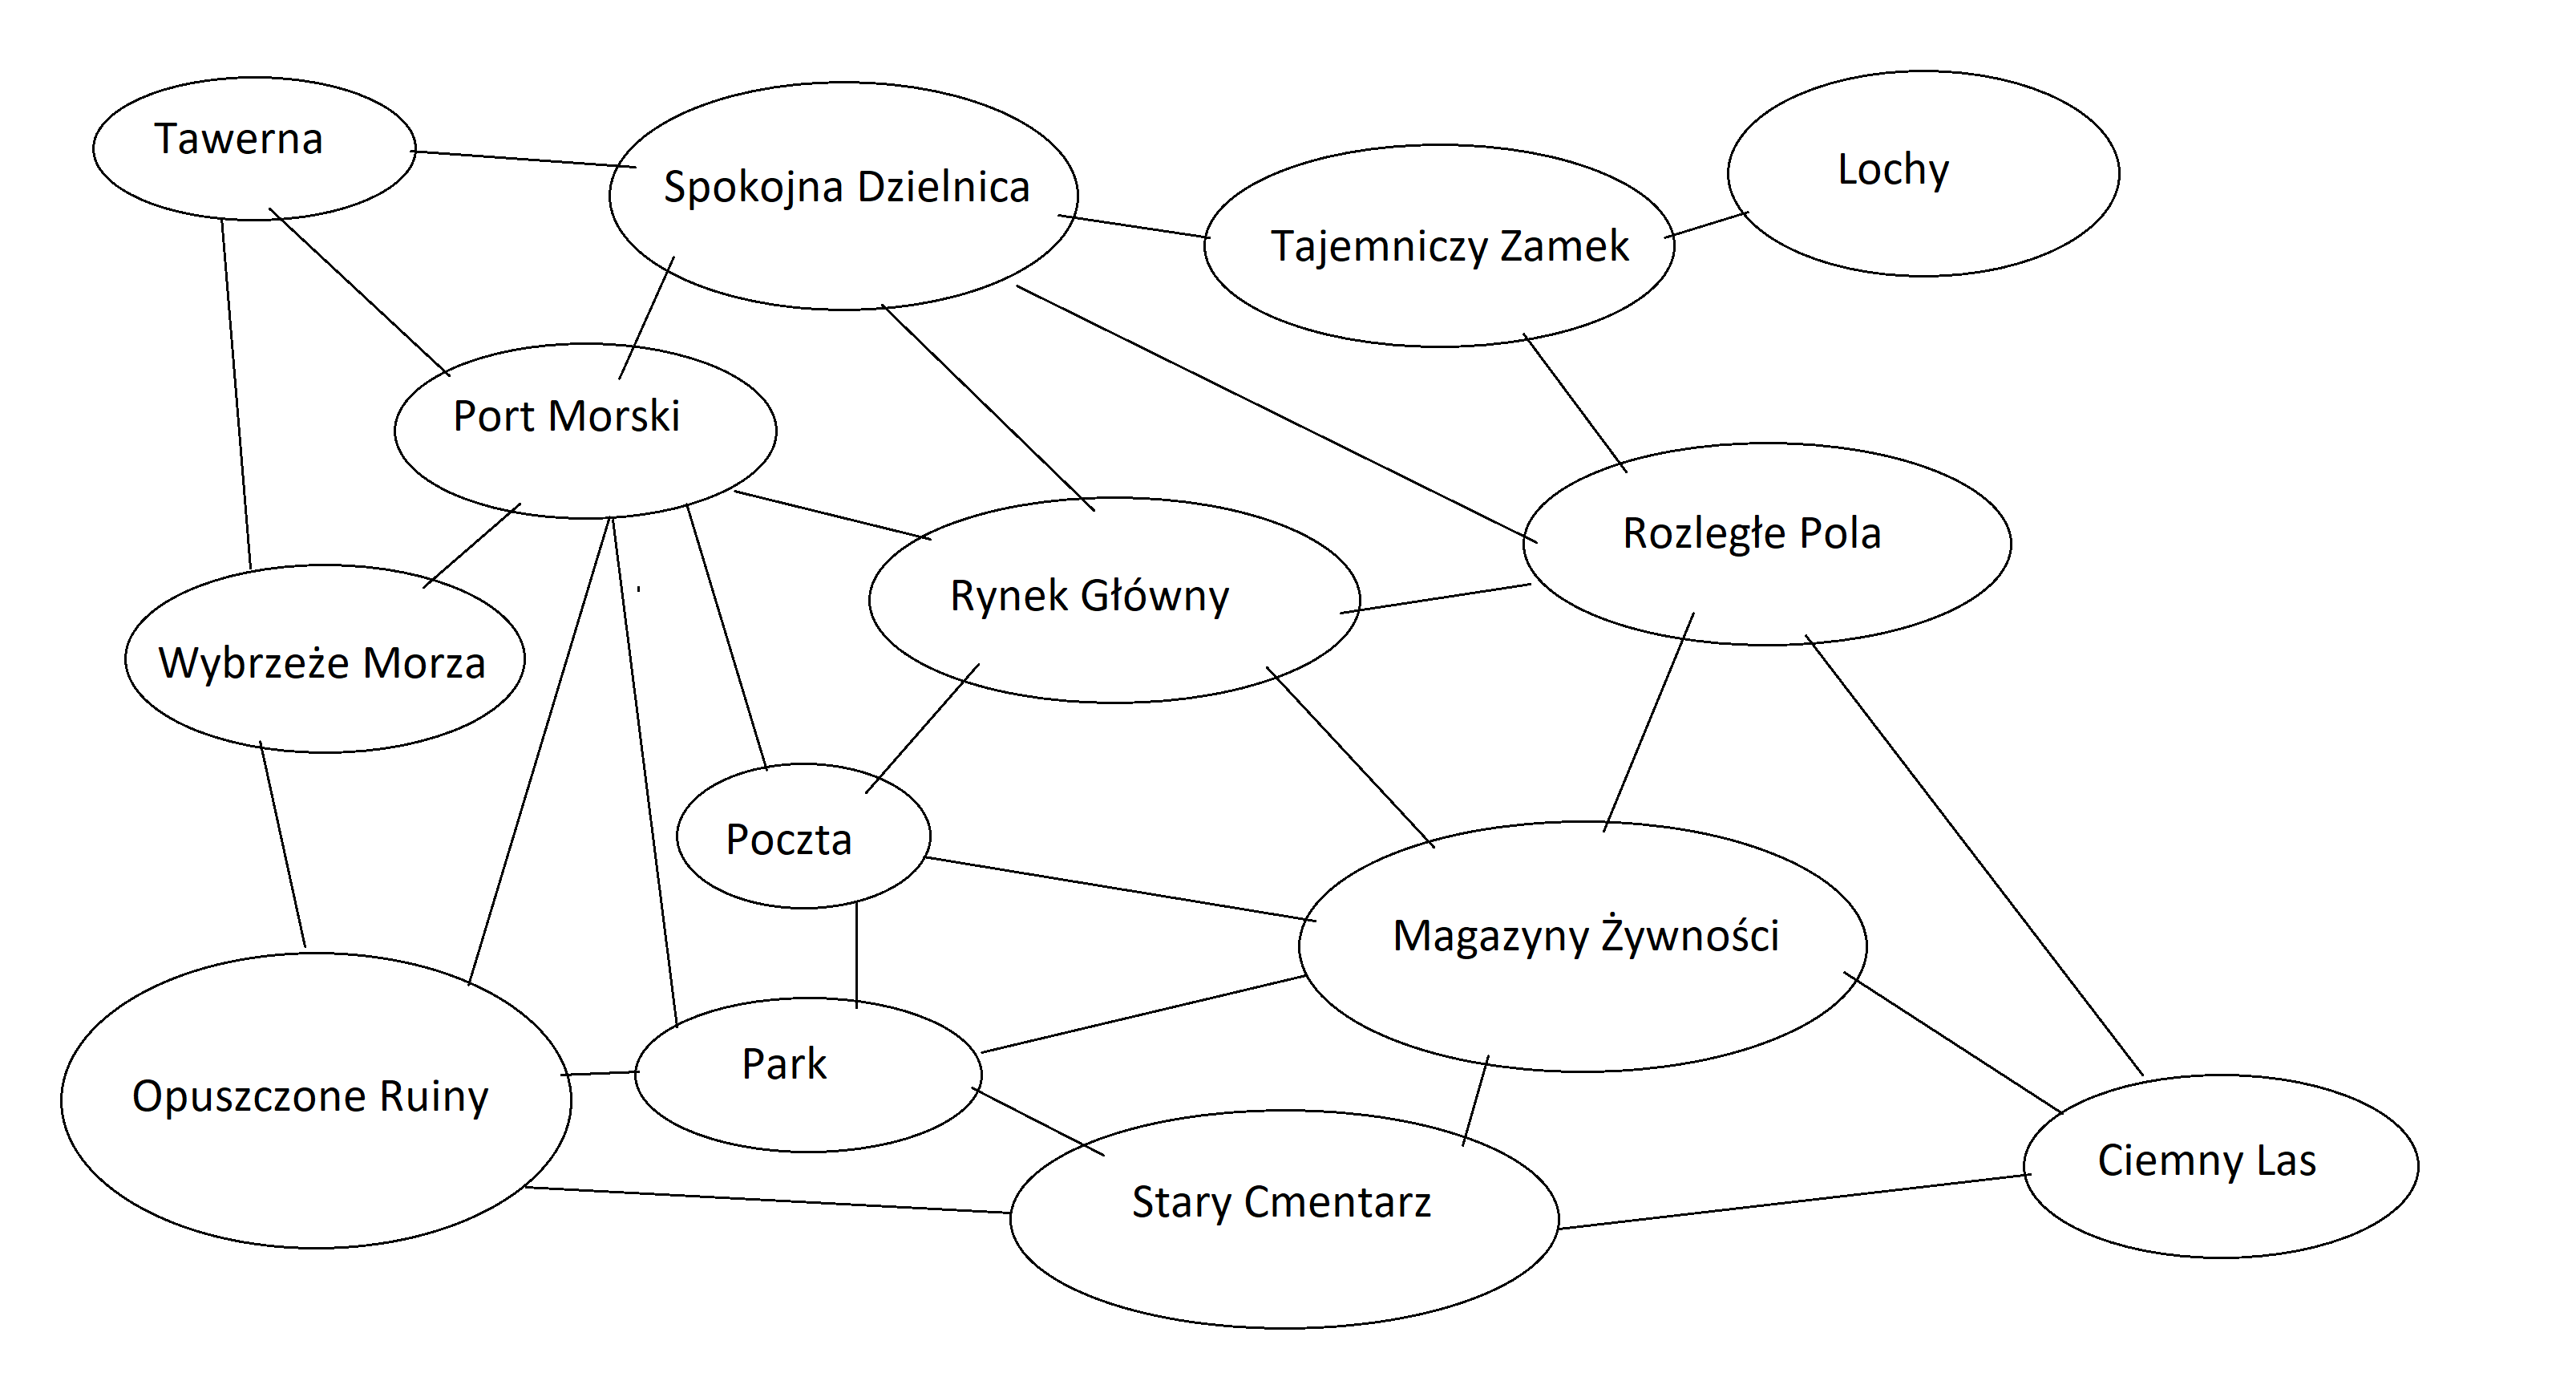 Tawerna
Spokojna Dzielnica
Lochy
Tajemniczy Zamek
Port Morski
Rozległe Pola
Rynek Główny
Wybrzeże Morza
Poczta
Magazyny Żywności
Park
Opuszczone Ruiny
Ciemny Las
Stary Cmentarz